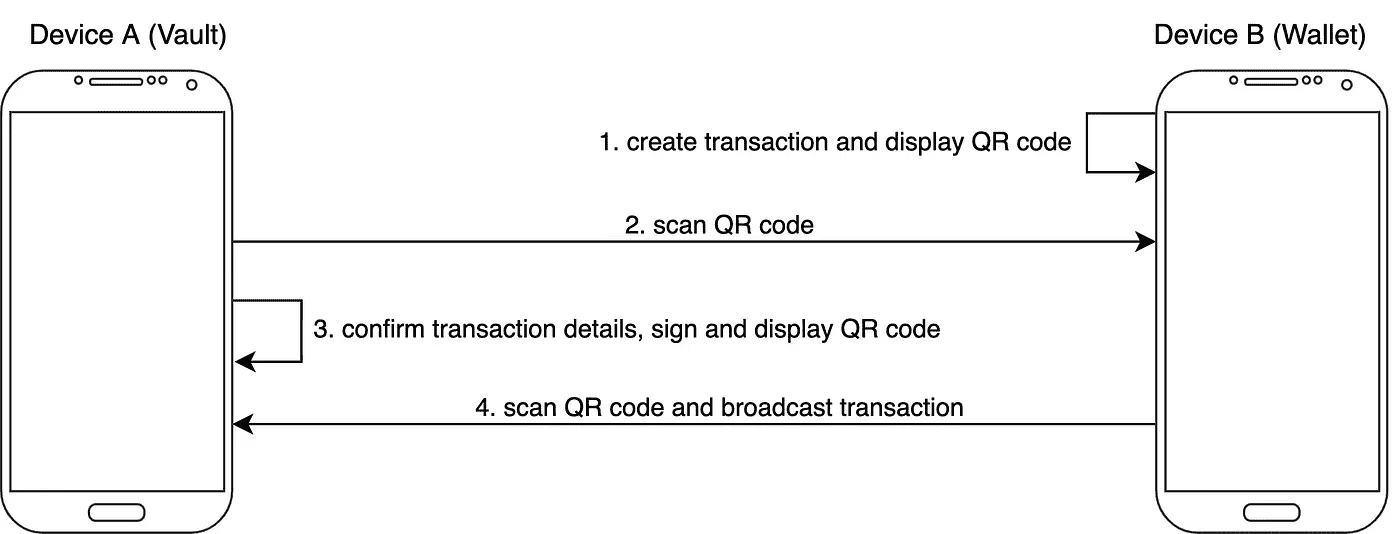 Device A (Vault)
Device B (Wallet)
1. create transaction and display QR code
2. scan QR code
3. confirm transaction details, sign and display QR code
4. scan QR code and broadcast transaction